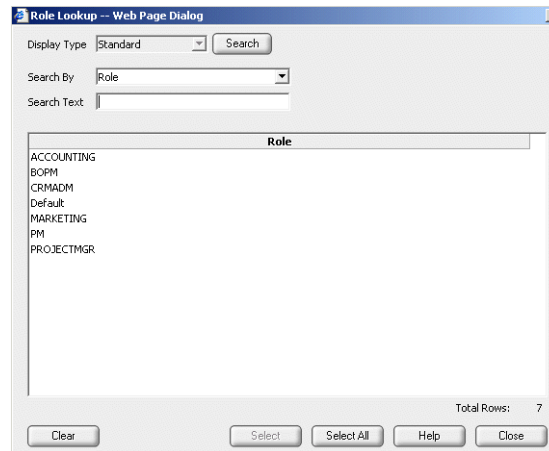 Role Lookup -- Web Page Dialog
Display Type Standard Search
Search By Role
Search Text
Role
ACCOUNTING
BOPM
CRMADM
Default
MARKETING
PM
PROJECTMGR
Total Rows: 7
Clear Select Select All Help Close